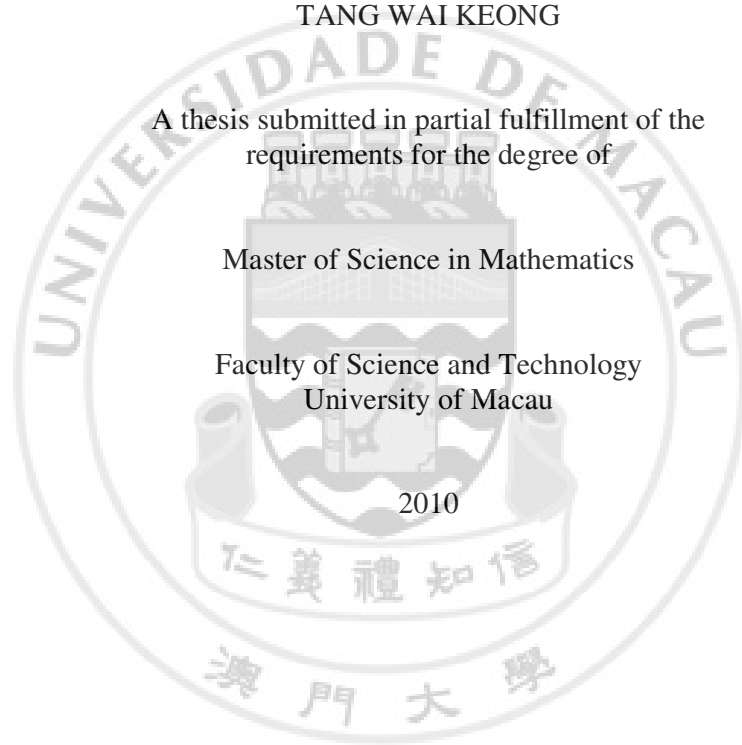 TANG WAI KEONG
A thesis submitted in partial fulfillment of the
requirements for the degree of
Master of Science in Mathematics
Faculty of Science and Technology
University of Macau
2010
UNIVERSIDADE DE MACAU
仁義禮知信
澳門大學